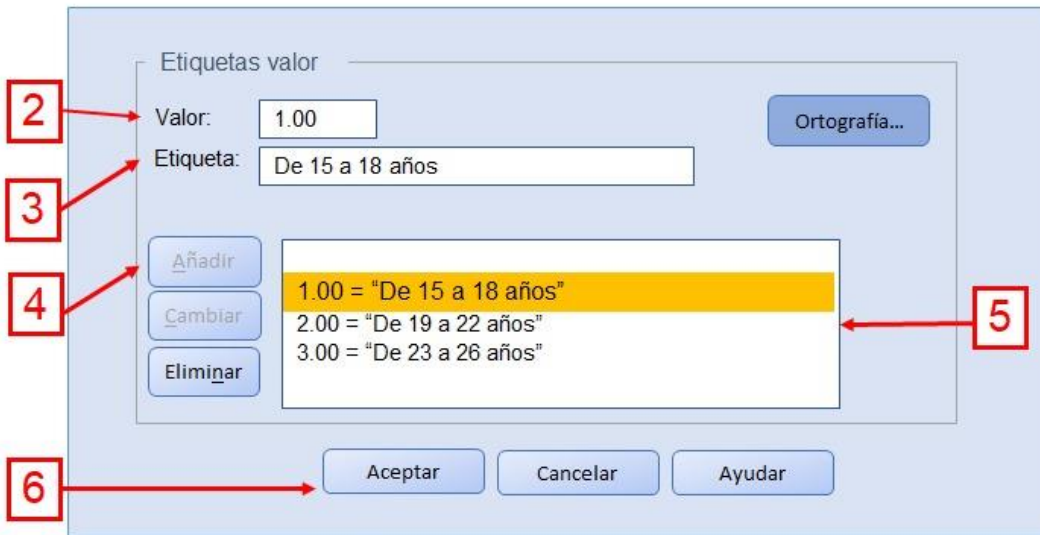 Etiquetas valor
2
Valor:
1.00
Ortografía...
3
Etiqueta:
De 15 a 18 años
4
Añadir
Cambiar
Eliminar
1.00 = “De 15 a 18 años”
2.00 = “De 19 a 22 años”
3.00 = “De 23 a 26 años”
5
6
Aceptar
Cancelar
Ayudar